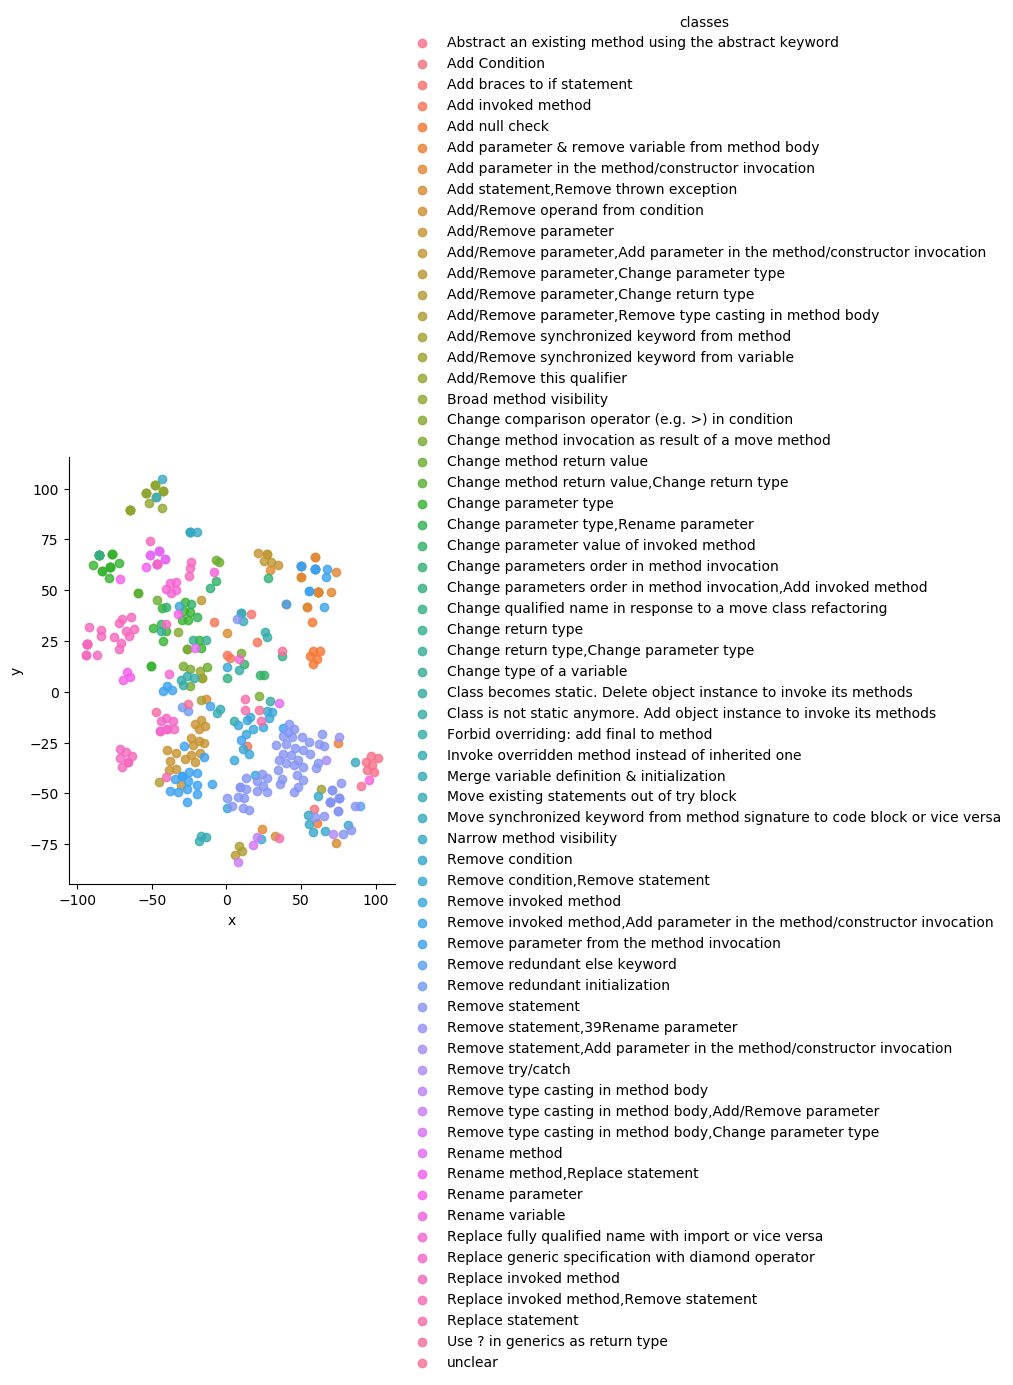 classes
Abstract an existing method using the abstract keyword
Add Condition
Add braces to if statement
Add invoked method
Add null check
Add parameter & remove variable from method body
Add parameter in the method/constructor invocation
Add statement,Remove thrown exception
Add/Remove operand from condition
Add/Remove parameter
Add/Remove parameter,Add parameter in the method/constructor invocation
Add/Remove parameter,Change parameter type
Add/Remove parameter,Change return type
Add/Remove parameter,Remove type casting in method body
Add/Remove synchronized keyword from method
Add/Remove synchronized keyword from variable
Add/Remove this qualifier
Broad method visibility
Change comparison operator (e.g. >) in condition
Change method invocation as result of a move method
Change method return value
Change method return value,Change return type
Change parameter type
Change parameter type,Rename parameter
Change parameter value of invoked method
Change parameters order in method invocation
Change parameters order in method invocation,Add invoked method
Change qualified name in response to a move class refactoring
Change return type
Change return type,Change parameter type
Change type of a variable
Class becomes static. Delete object instance to invoke its methods
Class is not static anymore. Add object instance to invoke its methods
Forbid overriding: add final to method
Invoke overridden method instead of inherited one
Merge variable definition & initialization
Move existing statements out of try block
Move synchronized keyword from method signature to code block or vice versa
Narrow method visibility
Remove condition
Remove condition,Remove statement
Remove invoked method
Remove invoked method,Add parameter in the method/constructor invocation
Remove parameter from the method invocation
Remove redundant else keyword
Remove redundant initialization
Remove statement
Remove statement,39Rename parameter
Remove statement,Add parameter in the method/constructor invocation
Remove try/catch
Remove type casting in method body
Remove type casting in method body,Add/Remove parameter
Remove type casting in method body,Change parameter type
Rename method
Rename method,Replace statement
Rename parameter
Rename variable
Replace fully qualified name with import or vice versa
Replace generic specification with diamond operator
Replace invoked method
Replace invoked method,Remove statement
Replace statement
Use ? in generics as return type
unclear
100
75
50
25
0
−25
−50
−75
y
−100
−50
0
50
100
x